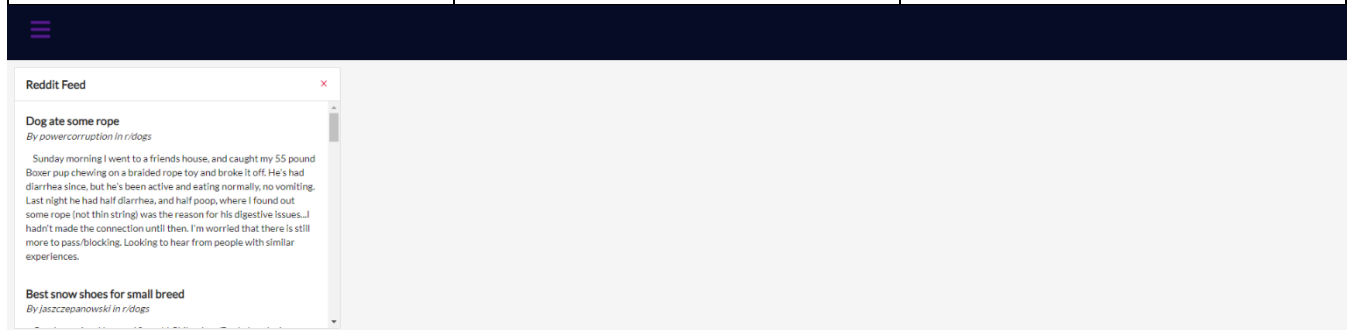 Reddit Feed
×
Dog ate some rope
By powercorruption in r/dogs
Sunday morning I went to a friends house, and caught my 55 pound
Boxer pup chewing on a braided rope toy and broke it off. He's had
diarrhea since, but he's been active and eating normally, no vomiting.
Last night he had half diarrhea, and half poop, where I found out
some rope (not thin string) was the reason for his digestive issues...I
hadn't made the connection until then. I'm worried that there is still
more to pass/blocking. Looking to hear from people with similar
experiences.
Best snow shoes for small breed
By jaszczepanowski in r/dogs